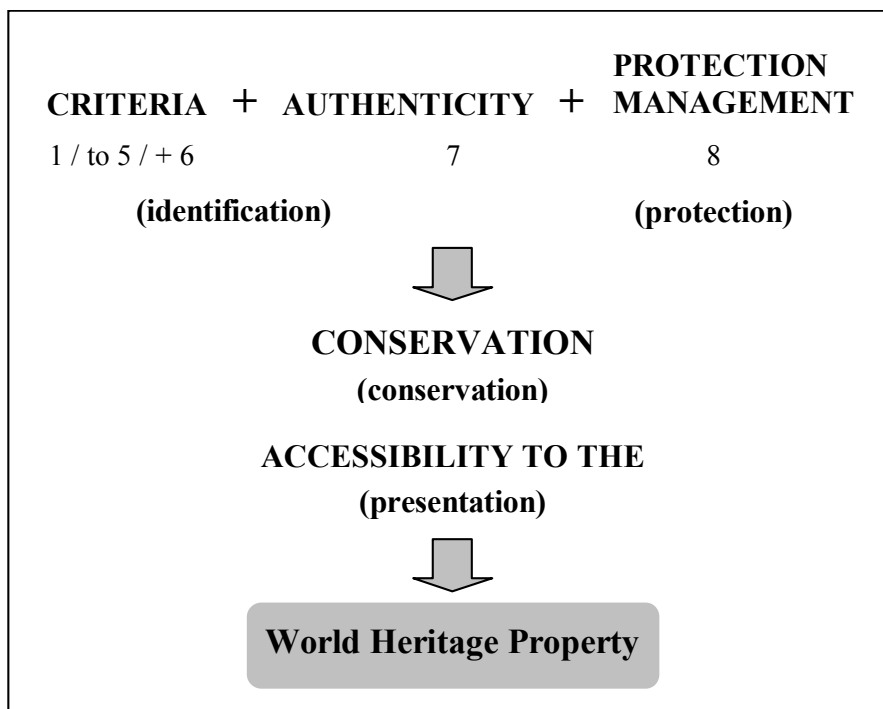 PROTECTION
CRITERIA + AUTHENTICITY + MANAGEMENT
1 / to 5 / + 6 7 8
(identification) (protection)
CONSERVATION
(conservation)
ACCESSIBILITY TO THE
(presentation)
World Heritage Property